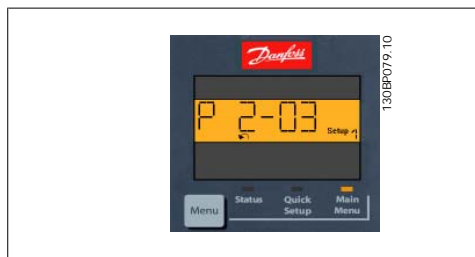 Danfoss
P 2-03
Setup 1
Status Quick Setup Main Menu
Menu
130BP079.10